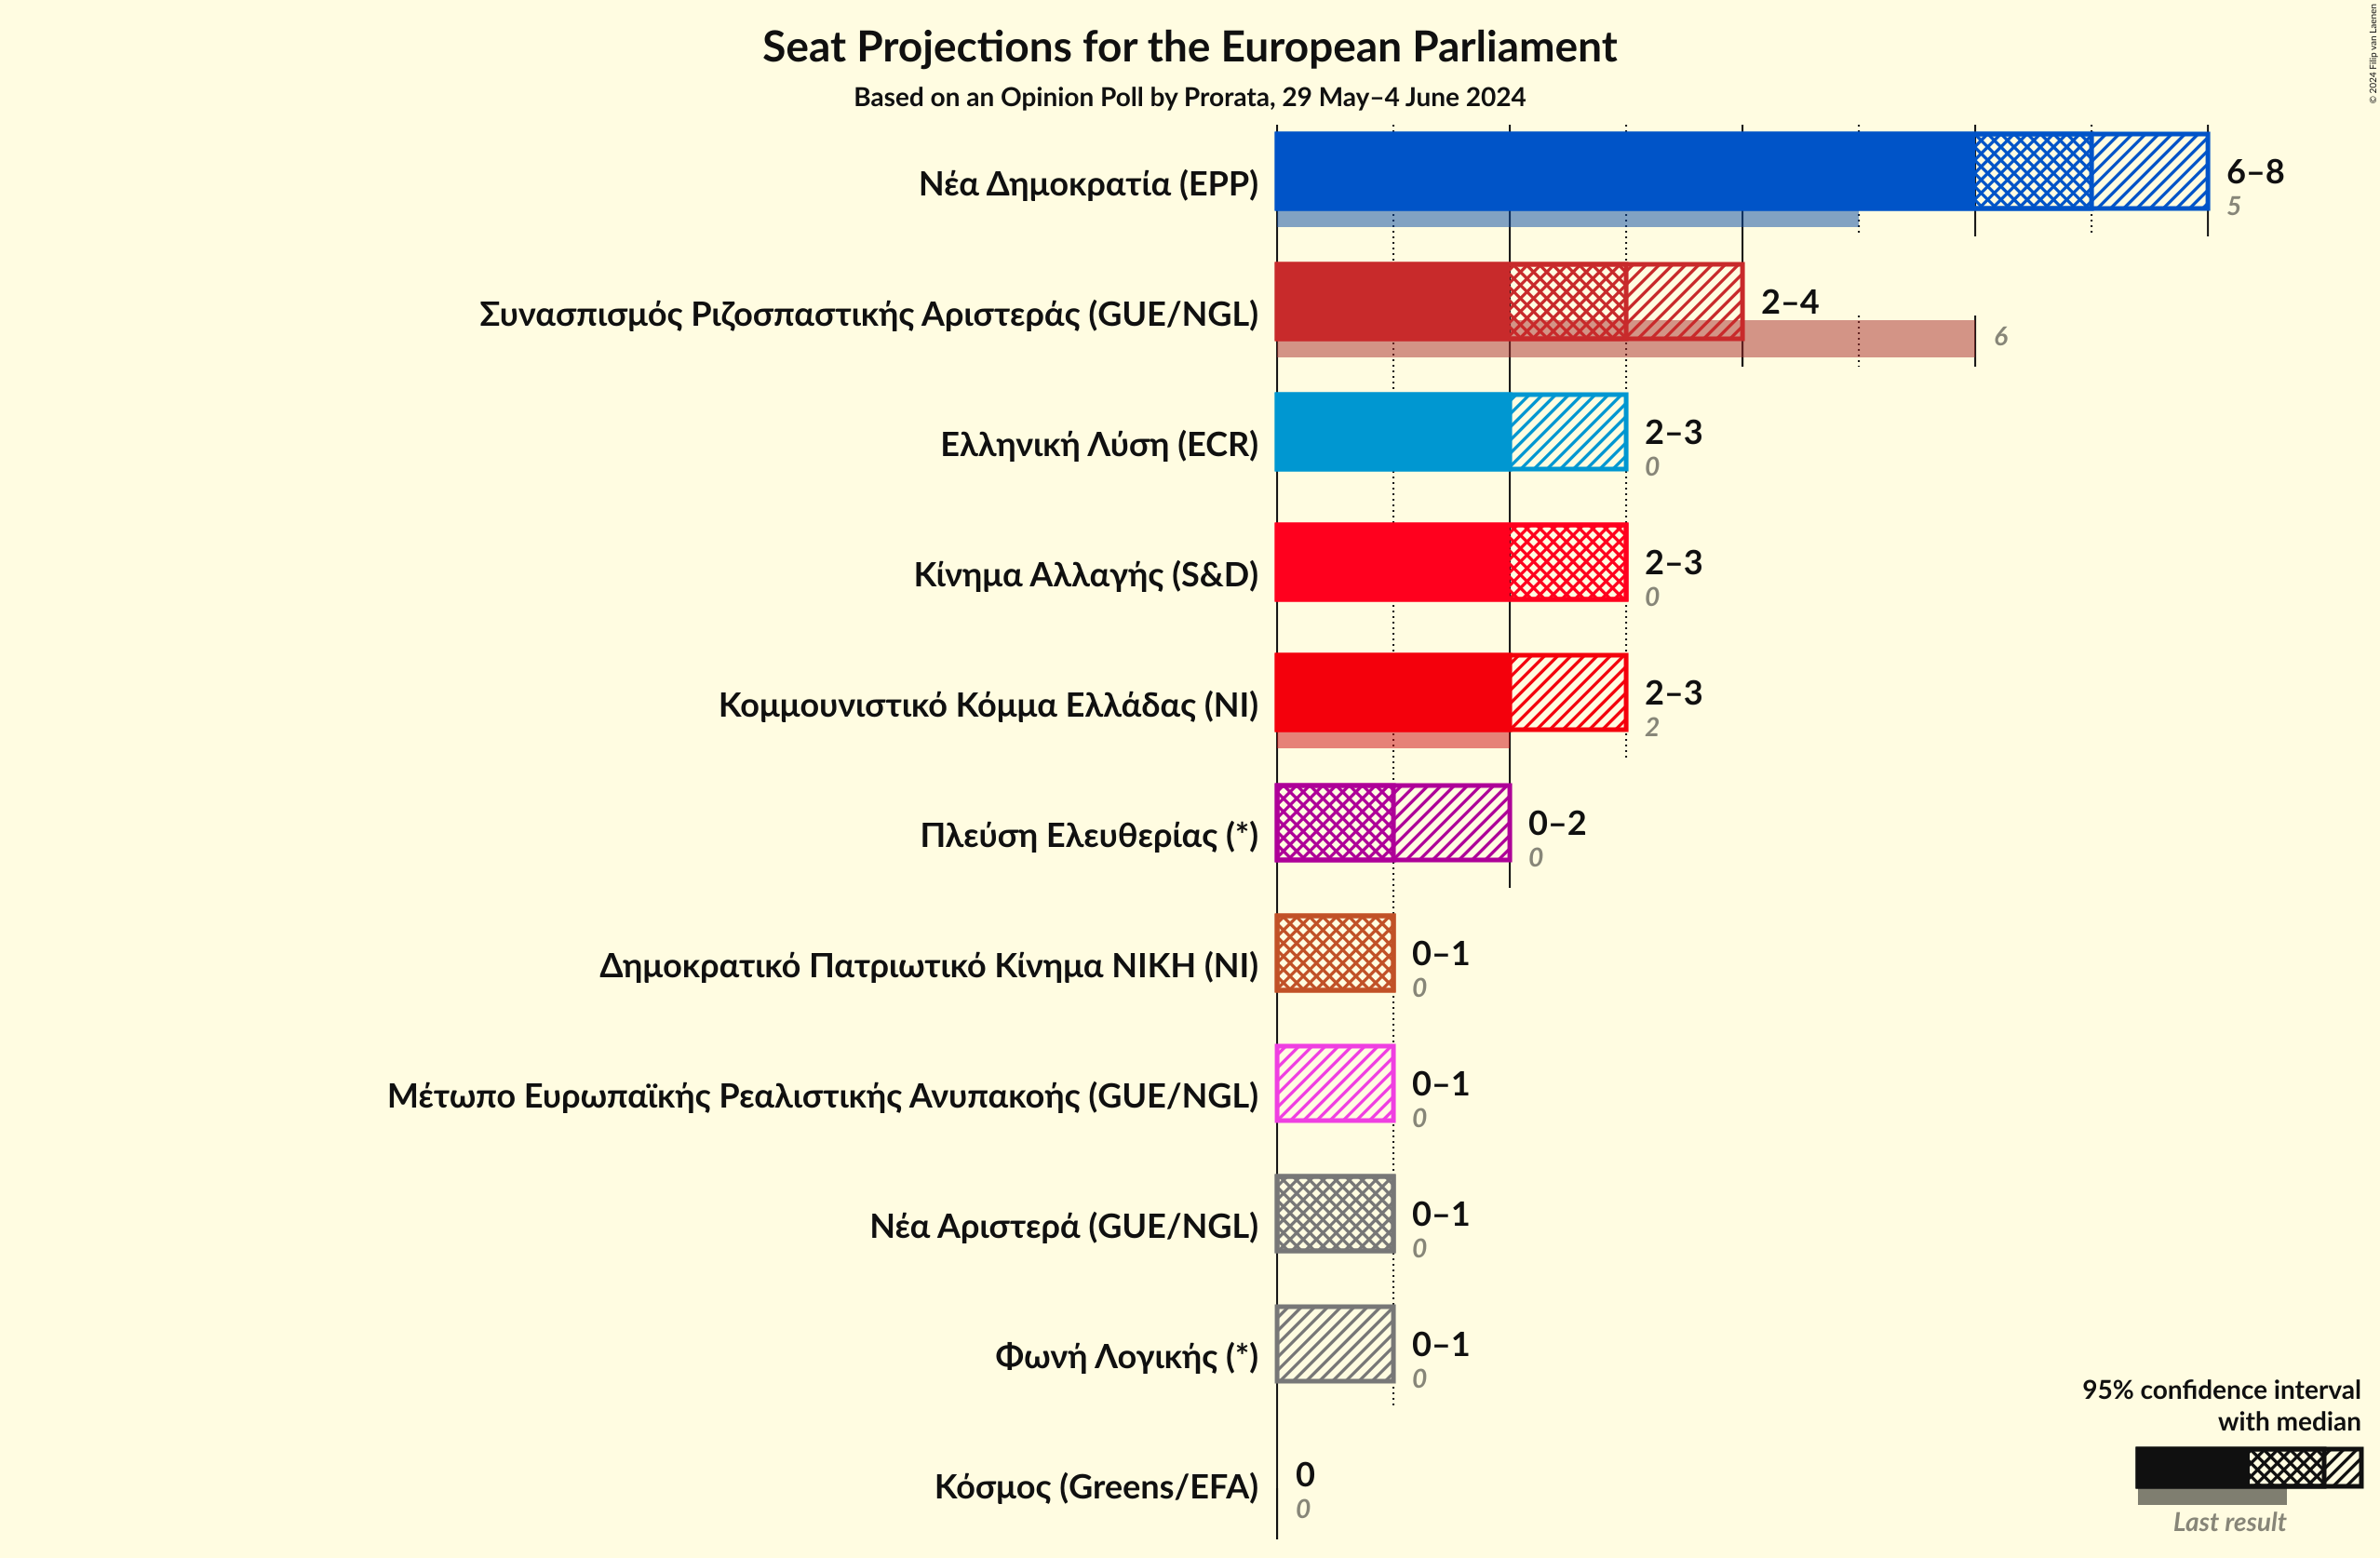 Seat Projections for the European Parliament
Based on an Opinion Poll by Prorata, 29 May–4 June 2024
© 2024 Filip van Laenen
Νέα Δημοκρατία (EPP)
6–8
5
Συνασπισμός Ριζοσπαστικής Αριστεράς (GUE/NGL)
2–4
6
Ελληνική Λύση (ECR)
2–3
0
Κίνημα Αλλαγής (S&D)
2–3
0
Κομμουνιστικό Κόμμα Ελλάδας (NI)
2–3
2
Πλεύση Ελευθερίας (*)
0–2
0
Δημοκρατικό Πατριωτικό Κίνημα ΝΙΚΗ (NI)
0–1
0
Μέτωπο Ευρωπαϊκής Ρεαλιστικής Ανυπακοής (GUE/NGL)
0–1
0
Νέα Αριστερά (GUE/NGL)
0–1
0
Φωνή Λογικής (*)
0–1
0
Κόσμος (Greens/EFA)
0
0
95% confidence interval
with median
Last result